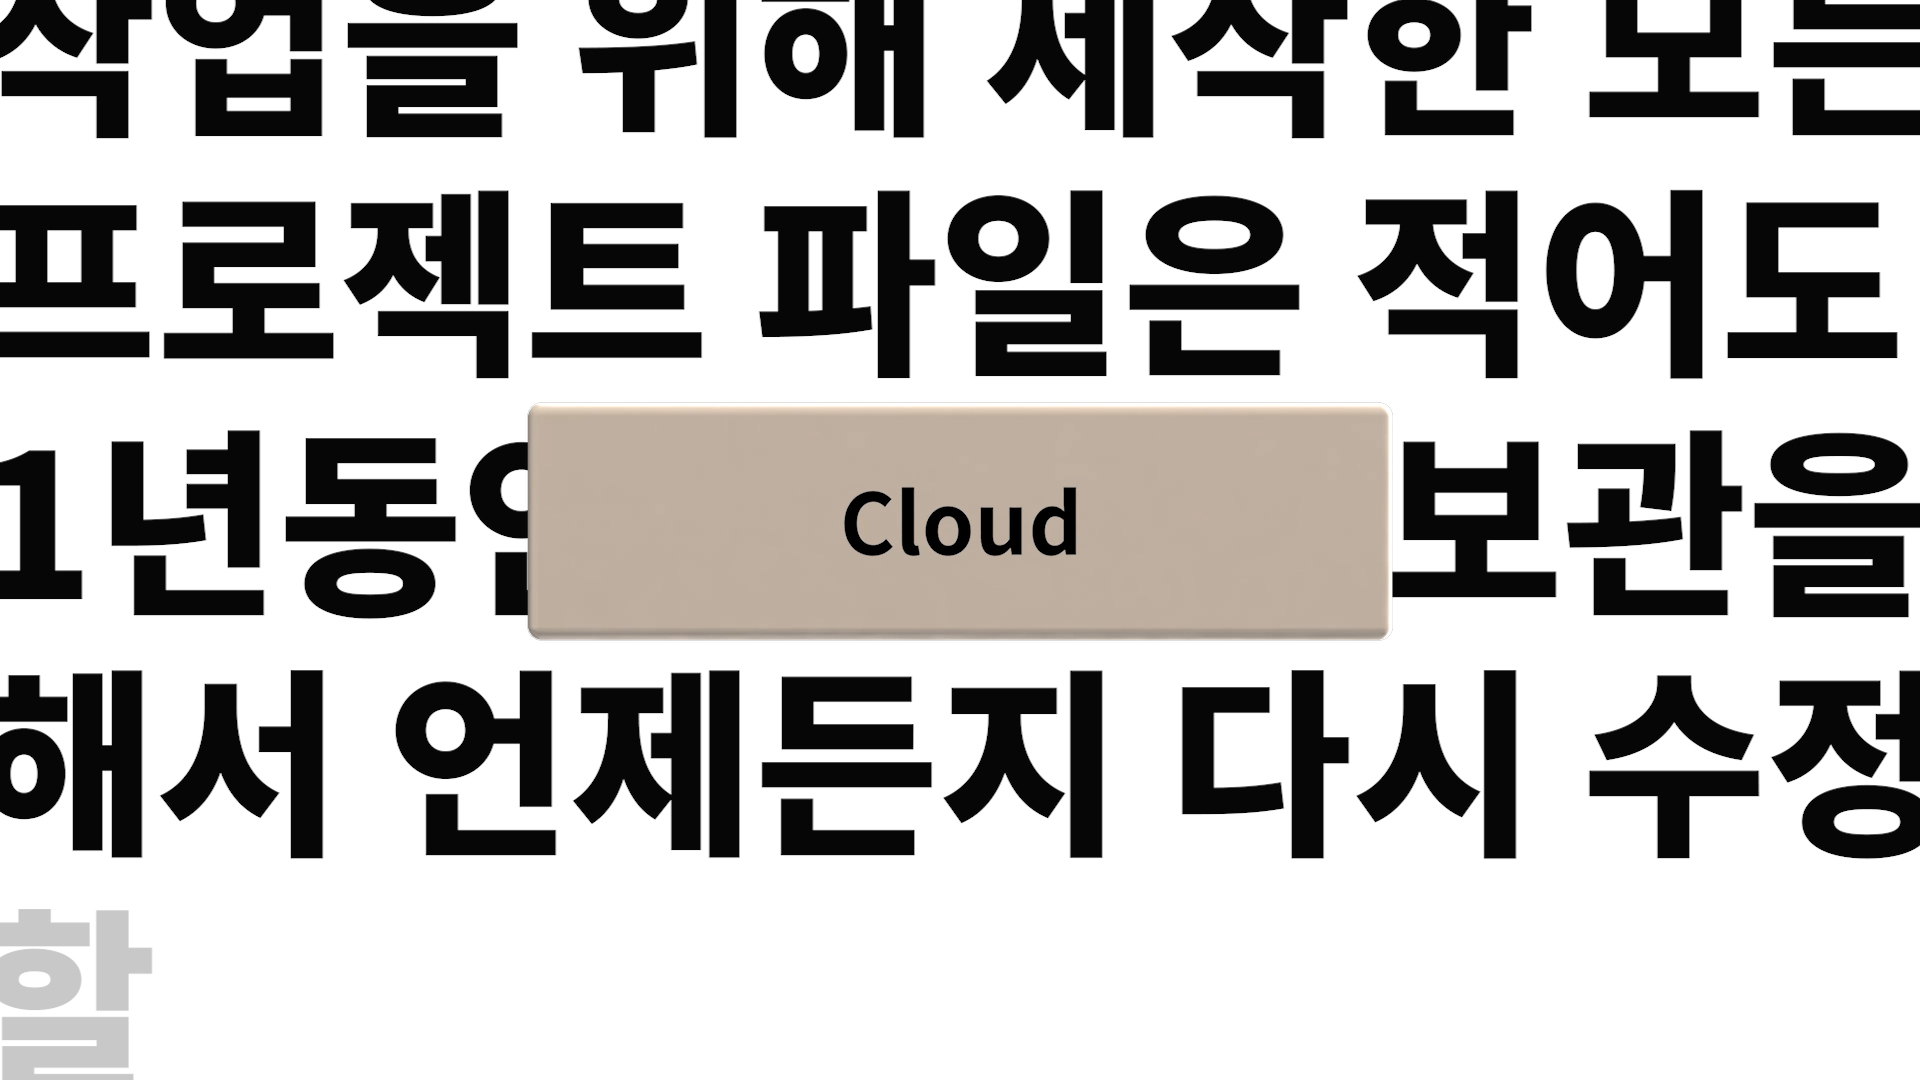 작업을 위해 제작한 모든
프로젝트 파일은 적어도
1년동안 보관을
Cloud
해서 언제든지 다시 수정
할